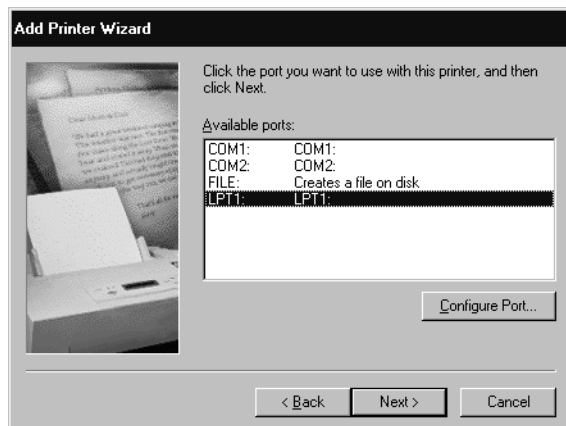 Add Printer Wizard
Click the port you want to use with this printer, and then
click Next.
Available ports:
COM1: COM1:
COM2: COM2:
FILE: Creates a file on disk
LPT1: LPT1:
Configure Port...
< Back Next > Cancel